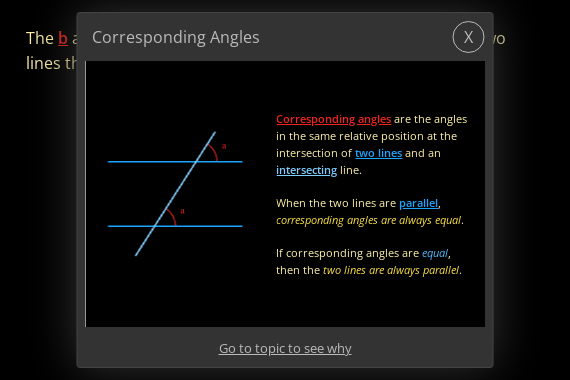 Corresponding Angles
X
The b
wo
lines th
Corresponding angles are the angles
in the same relative position at the
intersection of two lines and an
intersecting line.
When the two lines are parallel,
corresponding angles are always equal.
If corresponding angles are equal,
then the two lines are always parallel.
a
a
Go to topic to see why